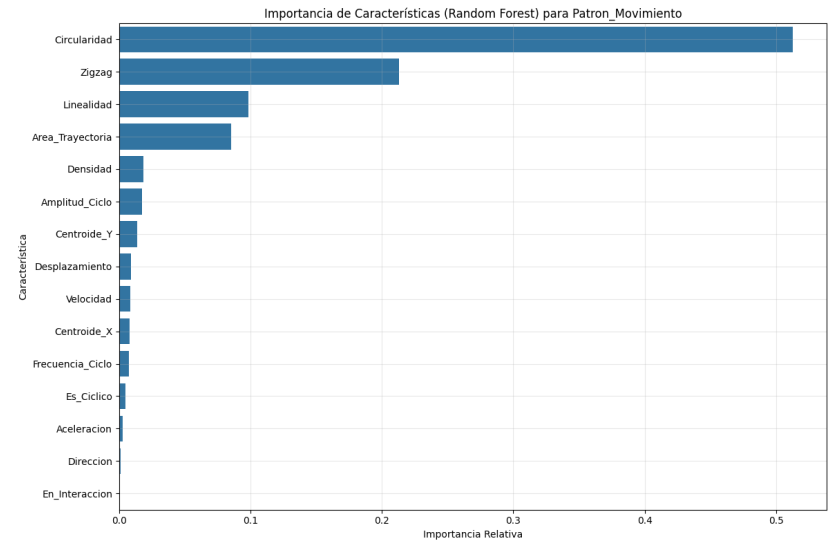 Importancia de Características (Random Forest) para Patron_Movimiento
Característica
Circularidad
Zigzag
Linealidad
Area_Trayectoria
Densidad
Amplitud_Ciclo
Centroide_Y
Desplazamiento
Velocidad
Centroide_X
Frecuencia_Ciclo
Es_Ciclico
Aceleracion
Direccion
En_Interaccion
0.0 0.1 0.2 0.3 0.4 0.5
Importancia Relativa